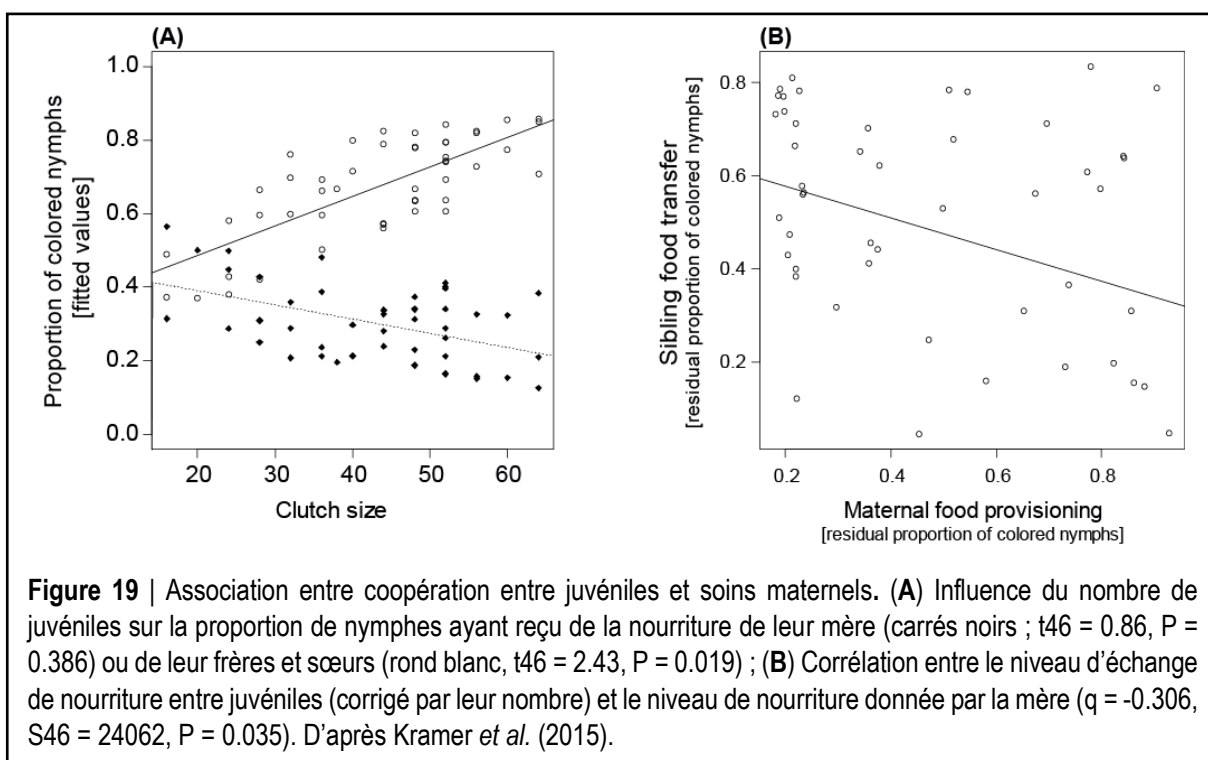 (A)
1.0
0.8
0.6
0.4
0.2
0.0
Proportion of colored nymphs
[fitted values]
20 30 40 50 60
Clutch size
(B)
0.8
0.6
0.4
0.2
Sibling food transfer
[residual proportion of colored nymphs]
0.2 0.4 0.6 0.8
Maternal food provisioning
[residual proportion of colored nymphs]
Figure 19 | Association entre coopération entre juvéniles et soins maternels. (A) Influence du nombre de
juvéniles sur la proportion de nymphes ayant reçu de la nourriture de leur mère (carrés noirs ; t46 = 0.86, P =
0.386) ou de leur frères et sœurs (rond blanc, t46 = 2.43, P = 0.019) ; (B) Corrélation entre le niveau d'échange
de nourriture entre juvéniles (corrigé par leur nombre) et le niveau de nourriture donnée par la mère (q = -0.306,
S46 = 24062, P = 0.035). D'après Kramer et al. (2015).